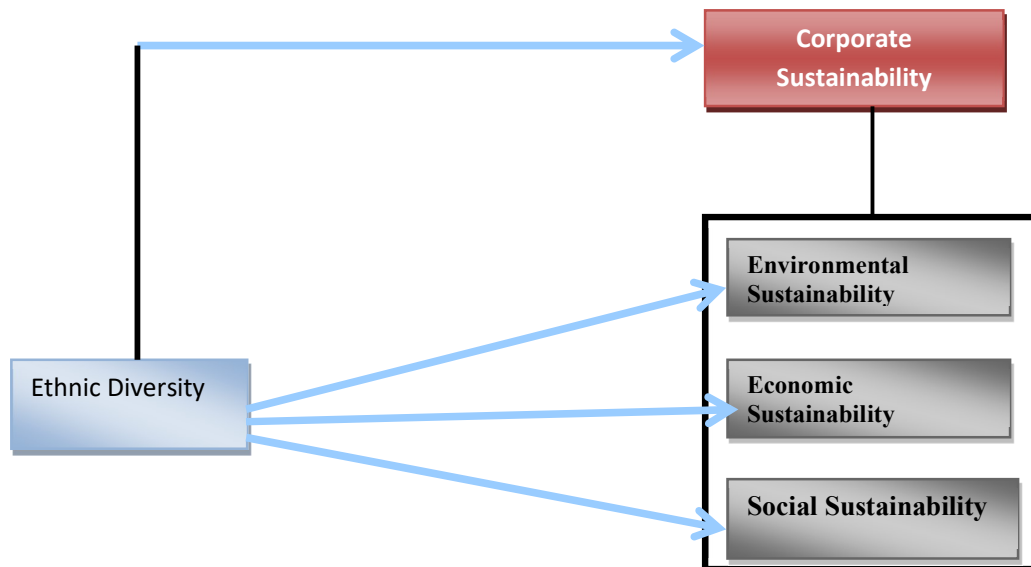 Corporate
Sustainability
Environmental
Sustainability
Ethnic Diversity
Economic
Sustainability
Social Sustainability